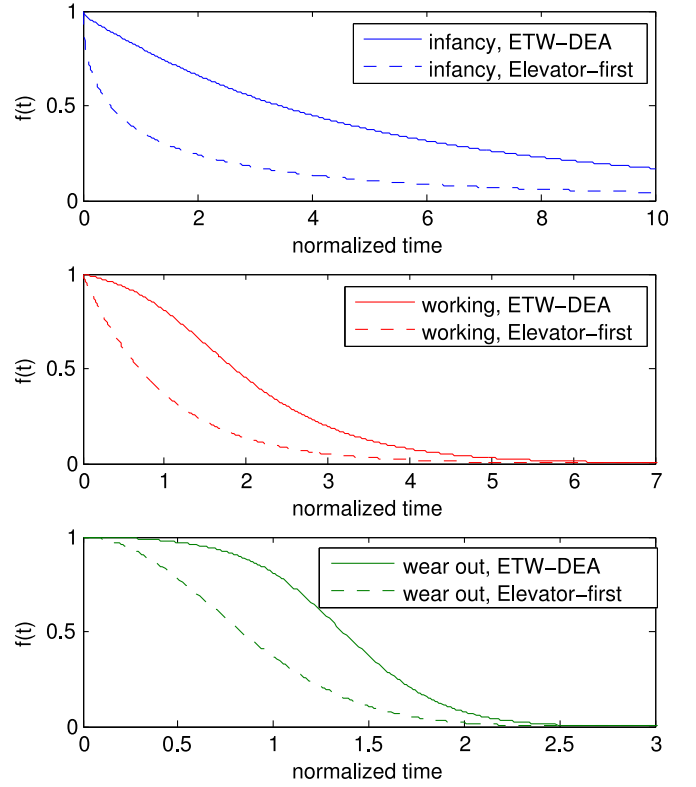 1
infancy, ETW-DEA
infancy, Elevator-first
f(t)
0.5
0
0 2 4 6 8 10
normalized time
1
working, ETW-DEA
working, Elevator-first
f(t)
0.5
0
0 1 2 3 4 5 6 7
normalized time
1
wear out, ETW-DEA
wear out, Elevator-first
f(t)
0.5
0
0 0.5 1 1.5 2 2.5 3
normalized time